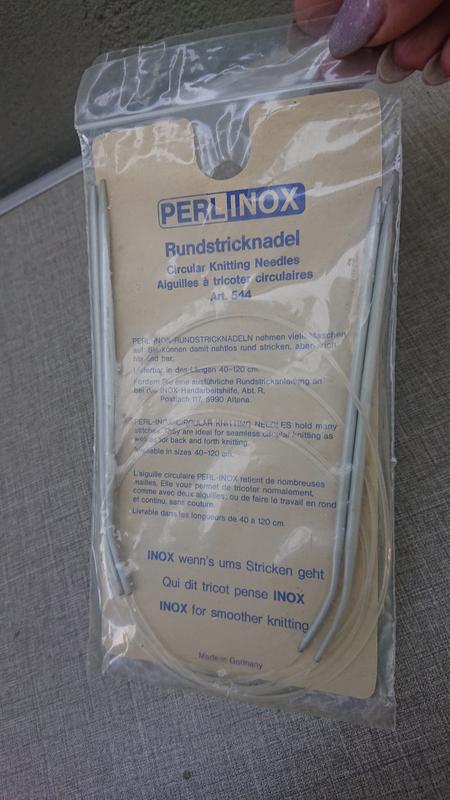 PERLINOX
Rundstricknadel
Circular Knitting Needles
Aiguilles à tricoter circulaires
Art. 544
PERL-INOX-RUNDSTRICKNADELN nehmen viele Maschen
auf. Sie können damit nahtlos rund stricken, aber
hin und her.
Lieferbar in den Längen 40-120 cm.
Fordern Sie eine ausführliche Rundstrickanleitung an
bei der INOX-Handarbeitshilfe, Abt. R.
Postfach 117, 5990 Altena.
PERL-INOX-CIRCULAR KNITTING NEEDLES hold many
stitches. They are ideal for seamless circular knitting as
well as for back and forth knitting.
Available in sizes 40-120 cm.
L'aiguille circulaire PERL-INOX retient de nombreuses
mailles. Elle vous permet de tricoter normalement,
comme avec deux aiguilles, ou de faire le travail en rond
et continu, sans couture.
Livrable dans les longueurs de 40 à 120 cm.
INOX wenn's ums Stricken geht
Qui dit tricot pense INOX
INOX for smoother knitting
Made in Germany